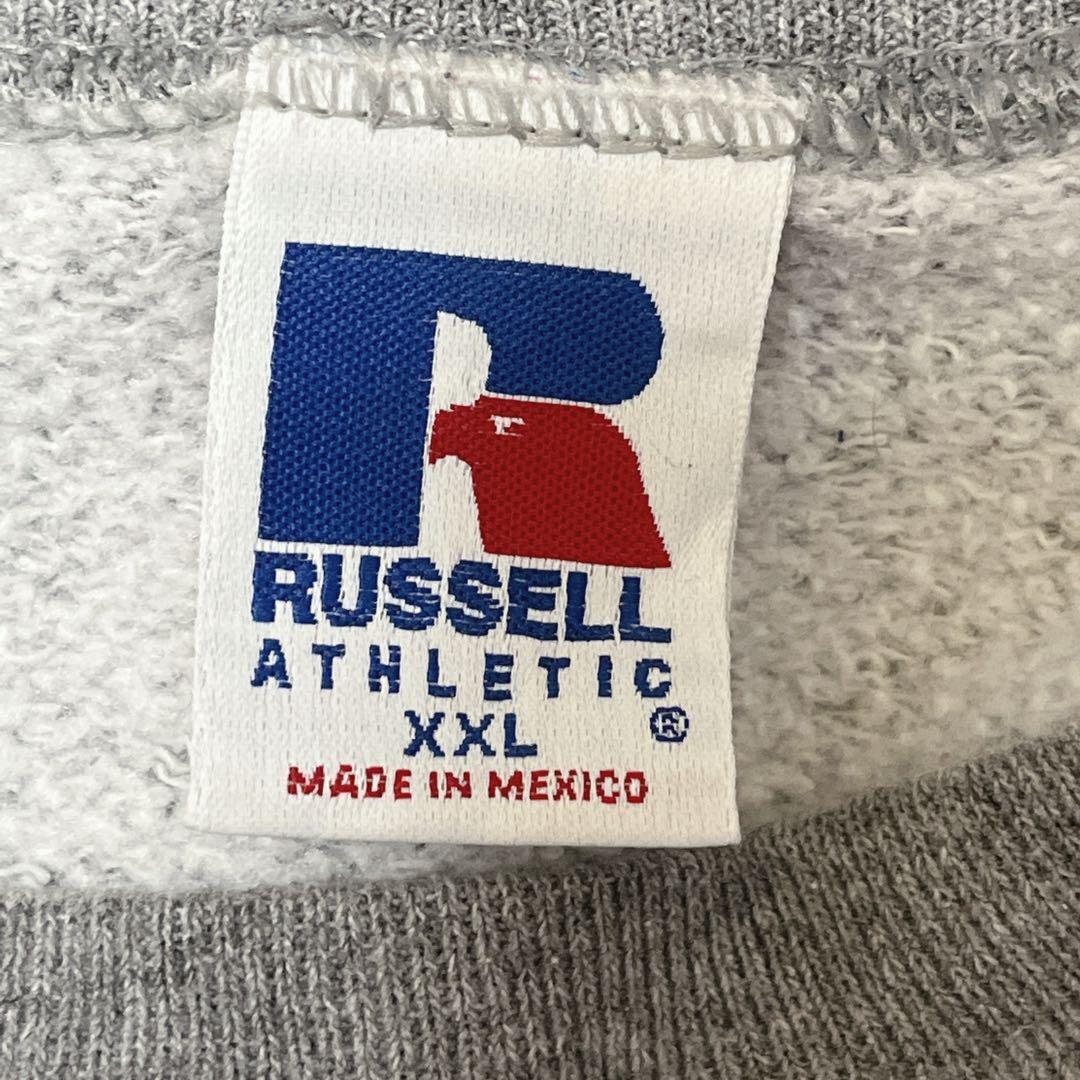 R
RUSSELL
ATHLETIC
XXL ®
MADE IN MEXICO